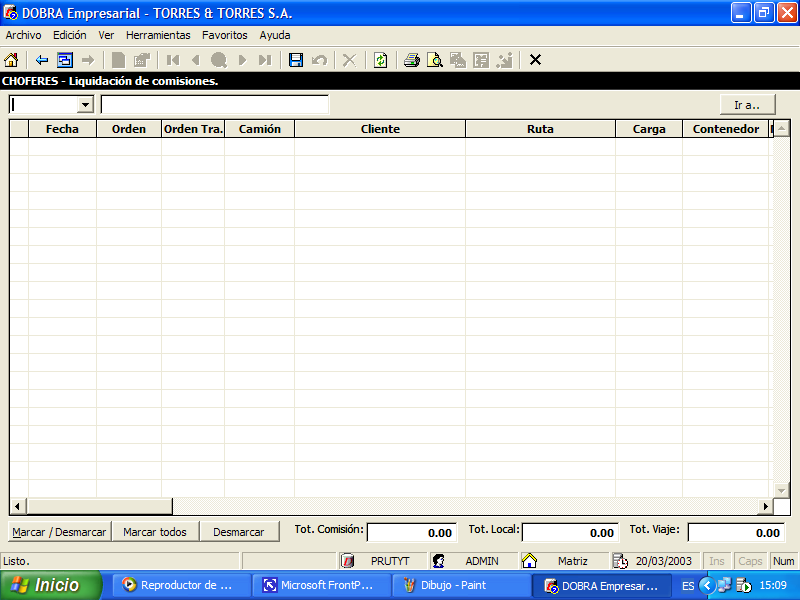 DOBRA Empresarial - TORRES & TORRES S.A.
Archivo Edición Ver Herramientas Favoritos Ayuda
CHOFERES - Liquidación de comisiones.
Ir a..
Fecha Orden Orden Tra. Camión Cliente Ruta Carga Contenedor
Marcar / Desmarcar Marcar todos Desmarcar Tot. Comisión: 0.00 Tot. Local: 0.00 Tot. Viaje: 0.00
Listo. PRUTYT ADMIN Matriz 20/03/2003 Ins Caps Num
Inicio Reproductor de ... Microsoft FrontP... Dibujo - Paint DOBRA Empresar... ES 15:09